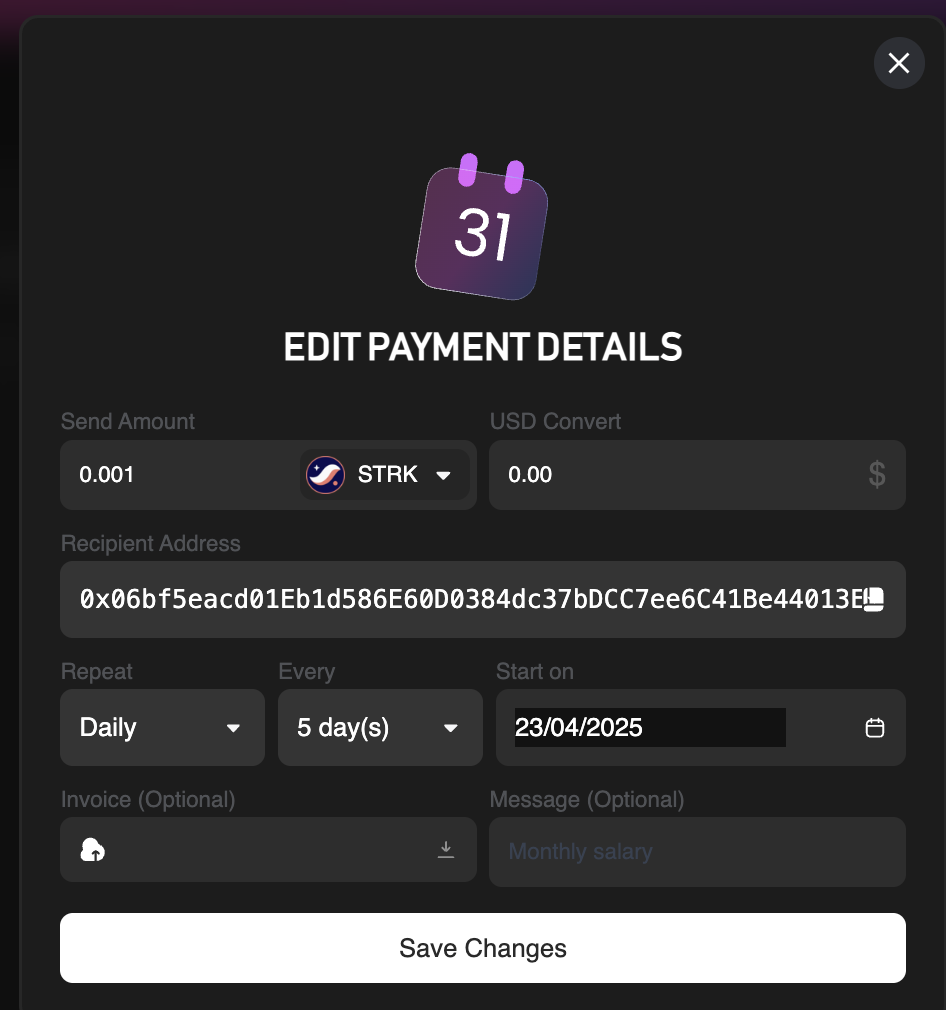 31
EDIT PAYMENT DETAILS
Send Amount
USD Convert
0.001
STRK
0.00
$
Recipient Address
0x06bf5eacd01Eb1d586E60D0384dc37bDCC7ee6C41Be44013E
Repeat
Every
Start on
Daily
5 day(s)
23/04/2025
Invoice (Optional)
Message (Optional)
Monthly salary
Save Changes